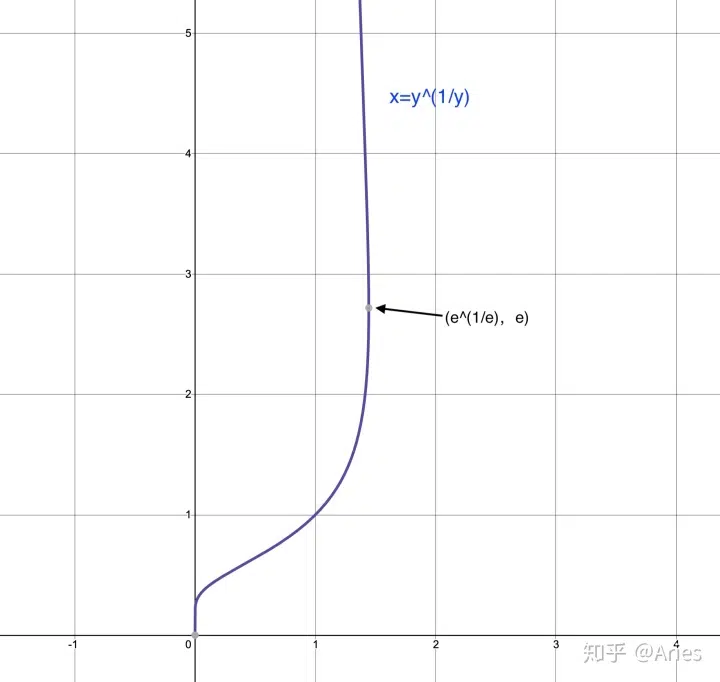 5
x=y^(1/y)
4
3
(e^(1/e), e)
2
1
-1 0 1 2 3 4
知乎 @Aries